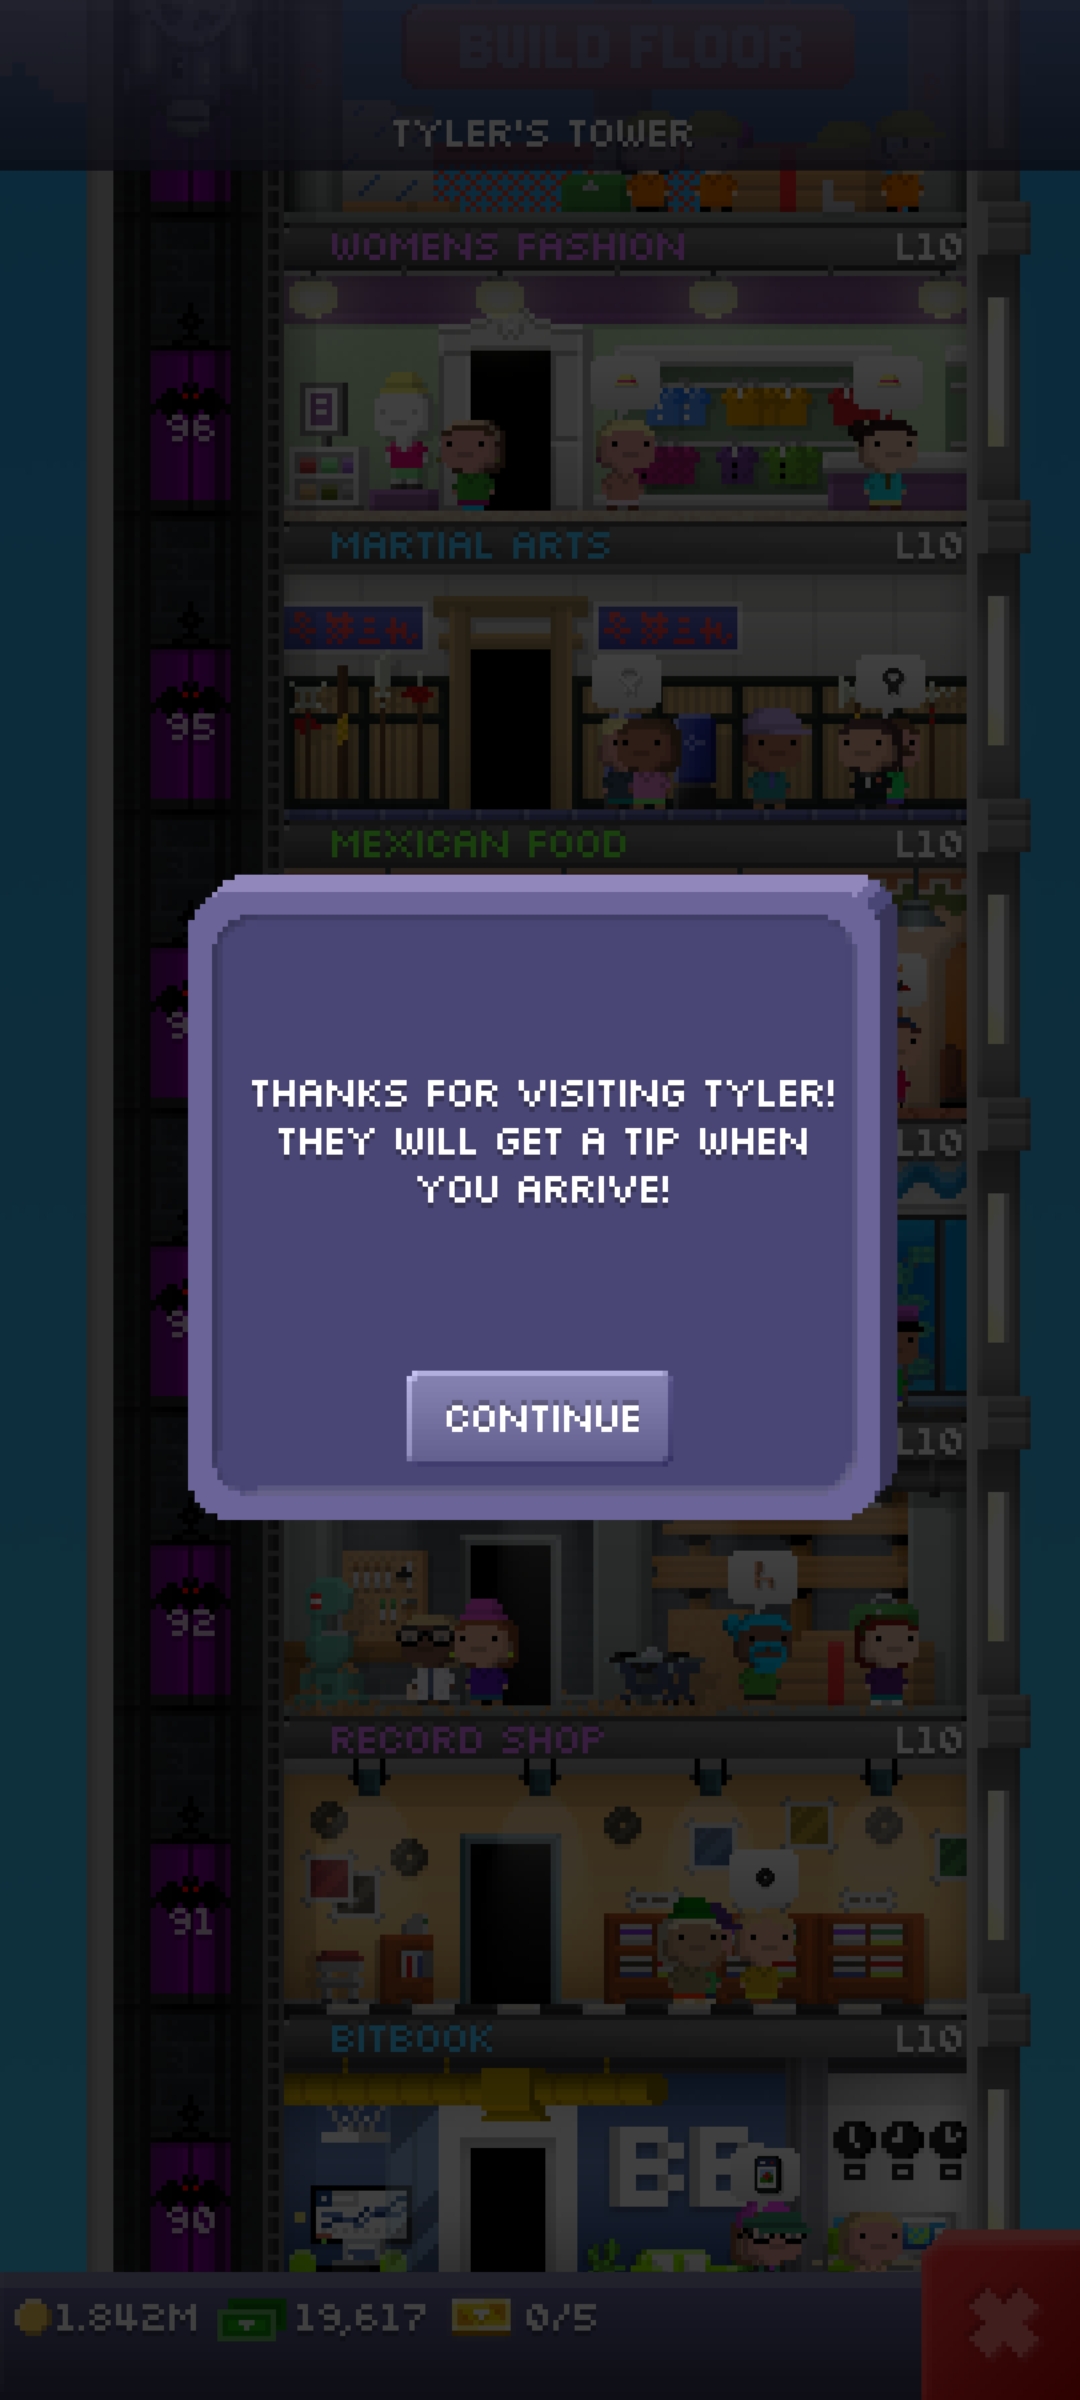 BUILD FLOOR
TYLER'S TOWER
WOMENS FASHION L10
96
MARTIAL ARTS L10
95
MEXICAN FOOD L10
THANKS FOR VISITING TYLER!
THEY WILL GET A TIP WHEN
YOU ARRIVE!
L10
CONTINUE
L10
92
RECORD SHOP L10
91
BITBOOK L10
BB
90
1.842M 19,617 0/5